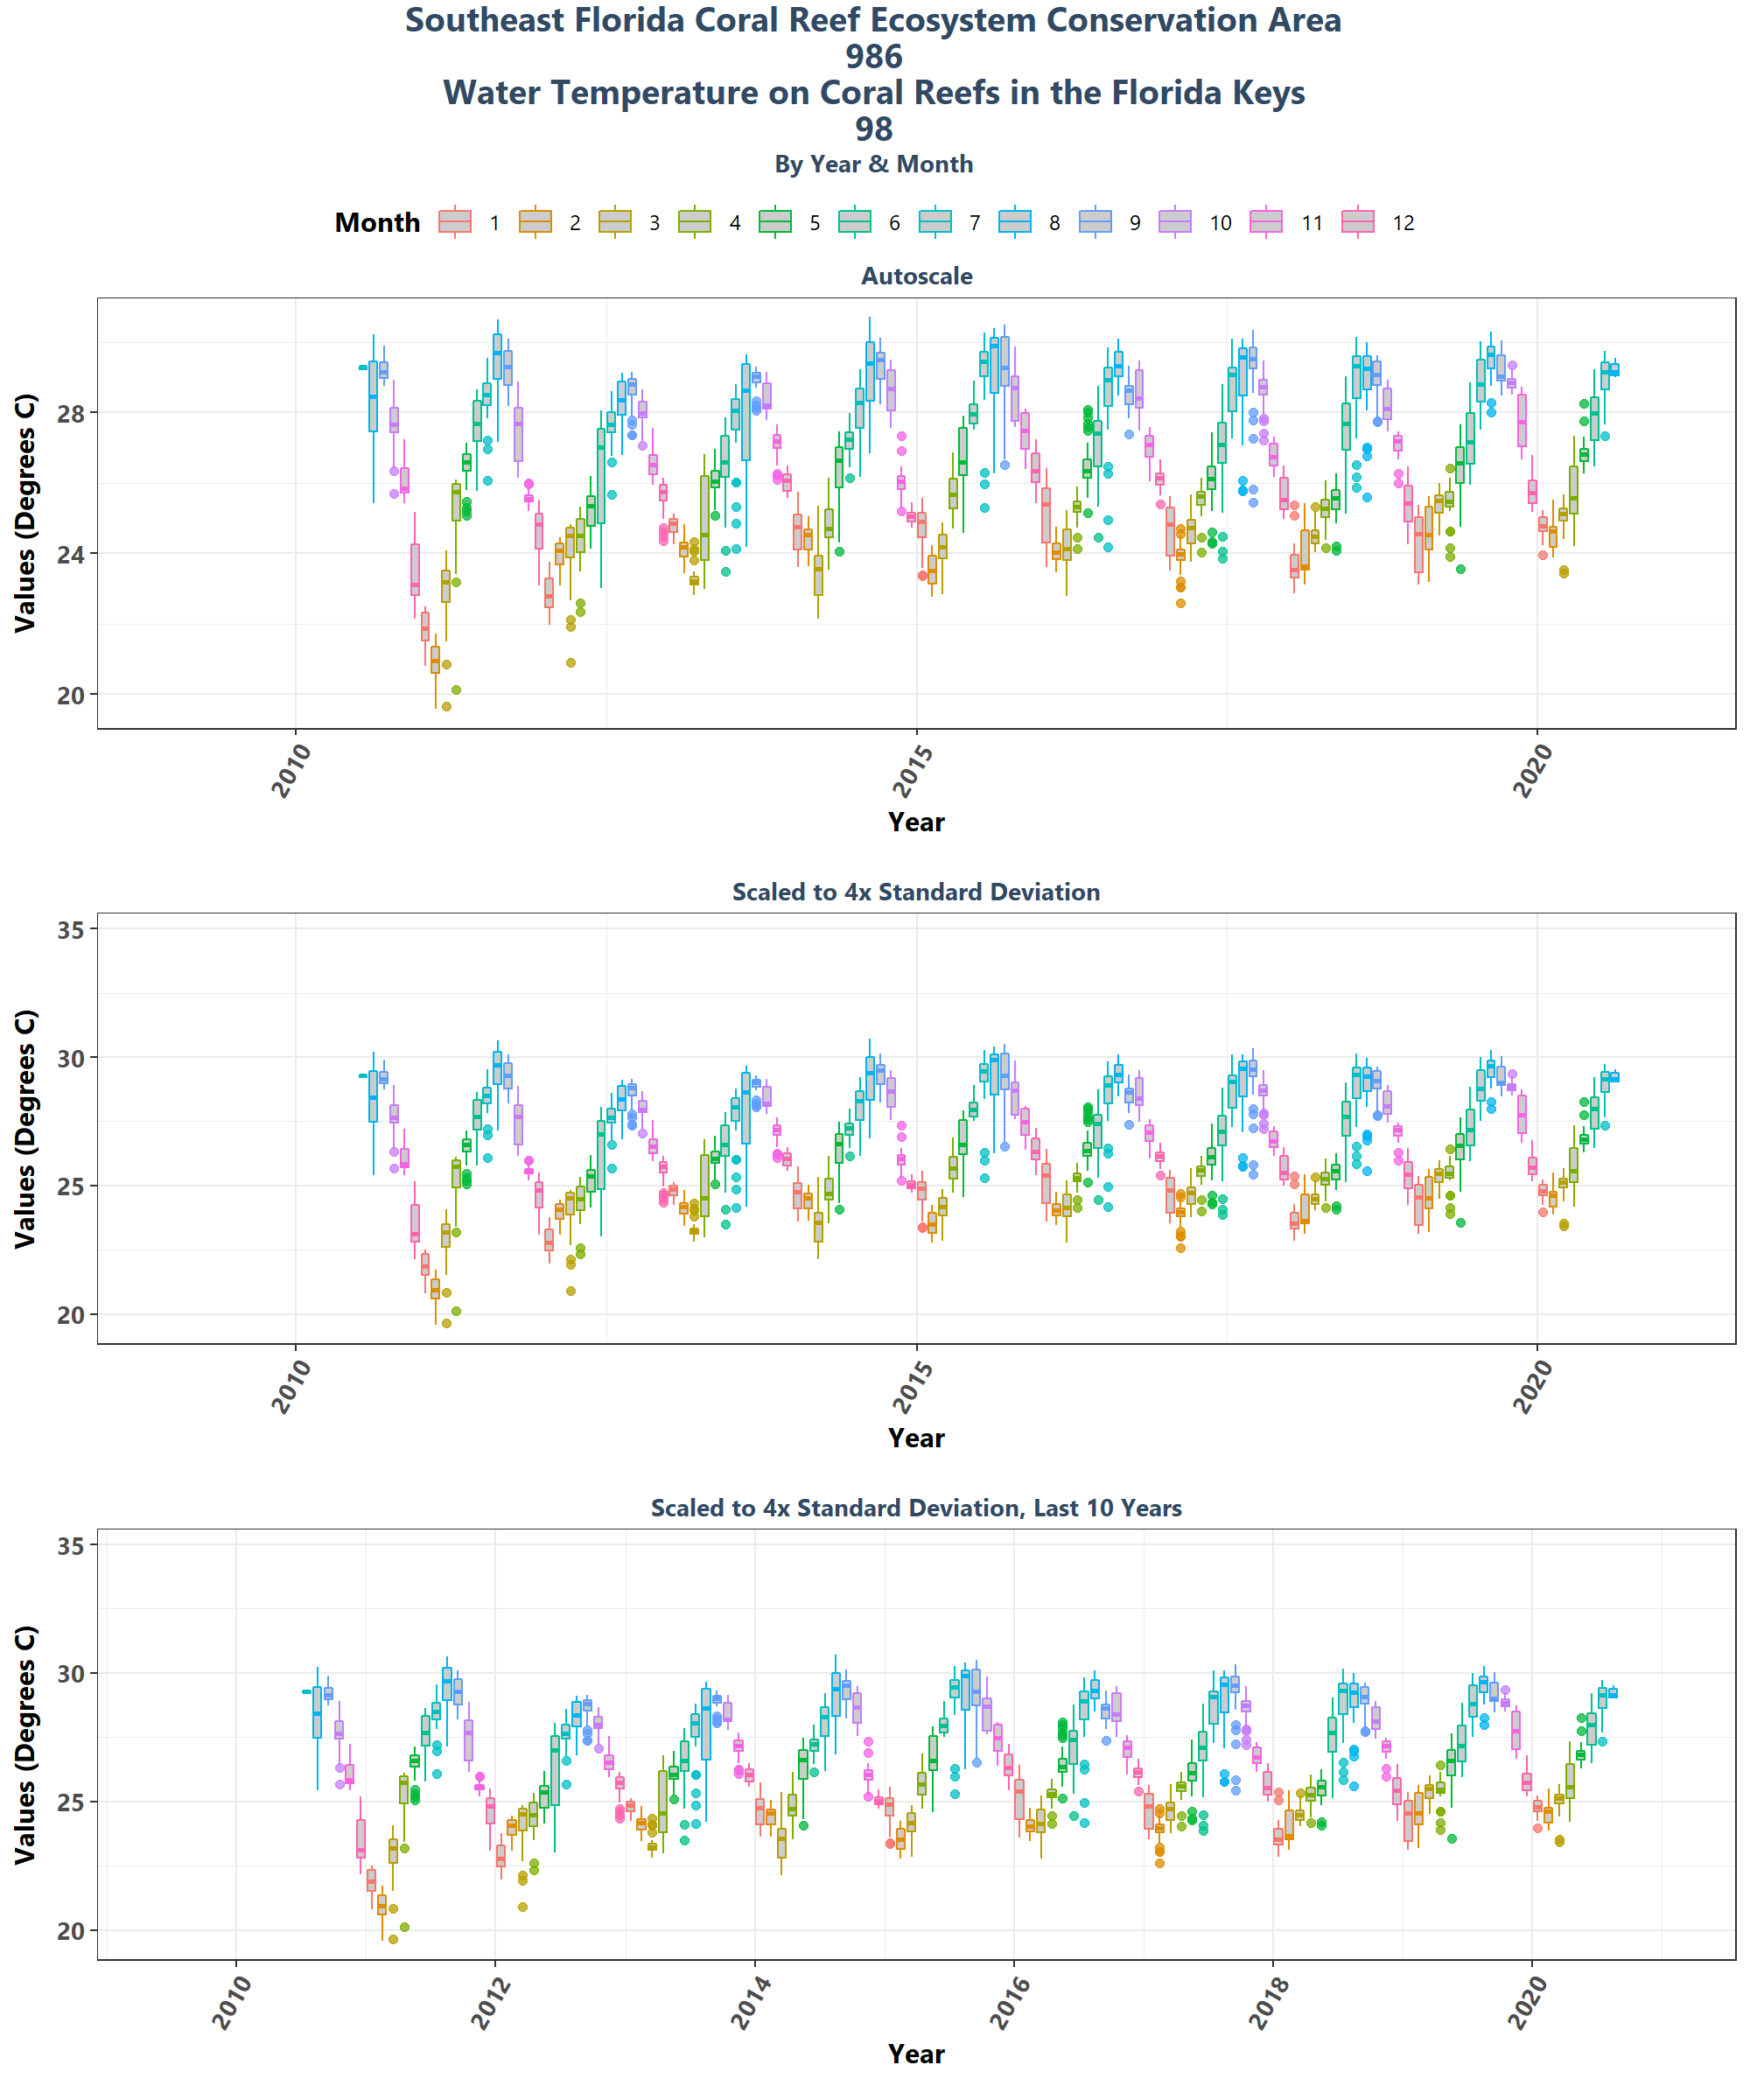 Southeast Florida Coral Reef Ecosystem Conservation Area
986
Water Temperature on Coral Reefs in the Florida Keys
98
By Year & Month
Month 1 2 3 4 5 6 7 8 9 10 11 12
Autoscale
Values (Degrees C)
28
24
20
2010 2015 2020
Year
Scaled to 4x Standard Deviation
Values (Degrees C)
35
30
25
20
2010 2015 2020
Year
Scaled to 4x Standard Deviation, Last 10 Years
Values (Degrees C)
35
30
25
20
2010 2012 2014 2016 2018 2020
Year